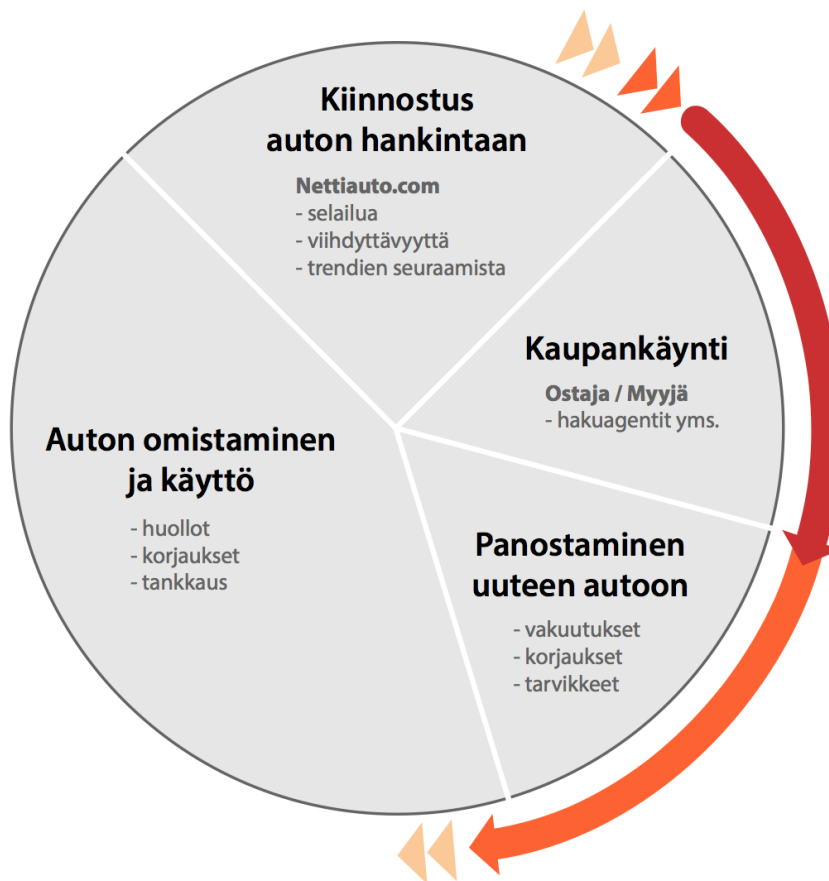 Kiinnostus
auton hankintaan
Nettiauto.com
- selailua
- viihdyttävyyttä
- trendien seuraamista
Kaupankäynti
Ostaja / Myyjä
- hakuagentit yms.
Panostaminen
uuteen autoon
- vakuutukset
- korjaukset
- tarvikkeet
Auton omistaminen
ja käyttö
- huollot
- korjaukset
- tankkaus